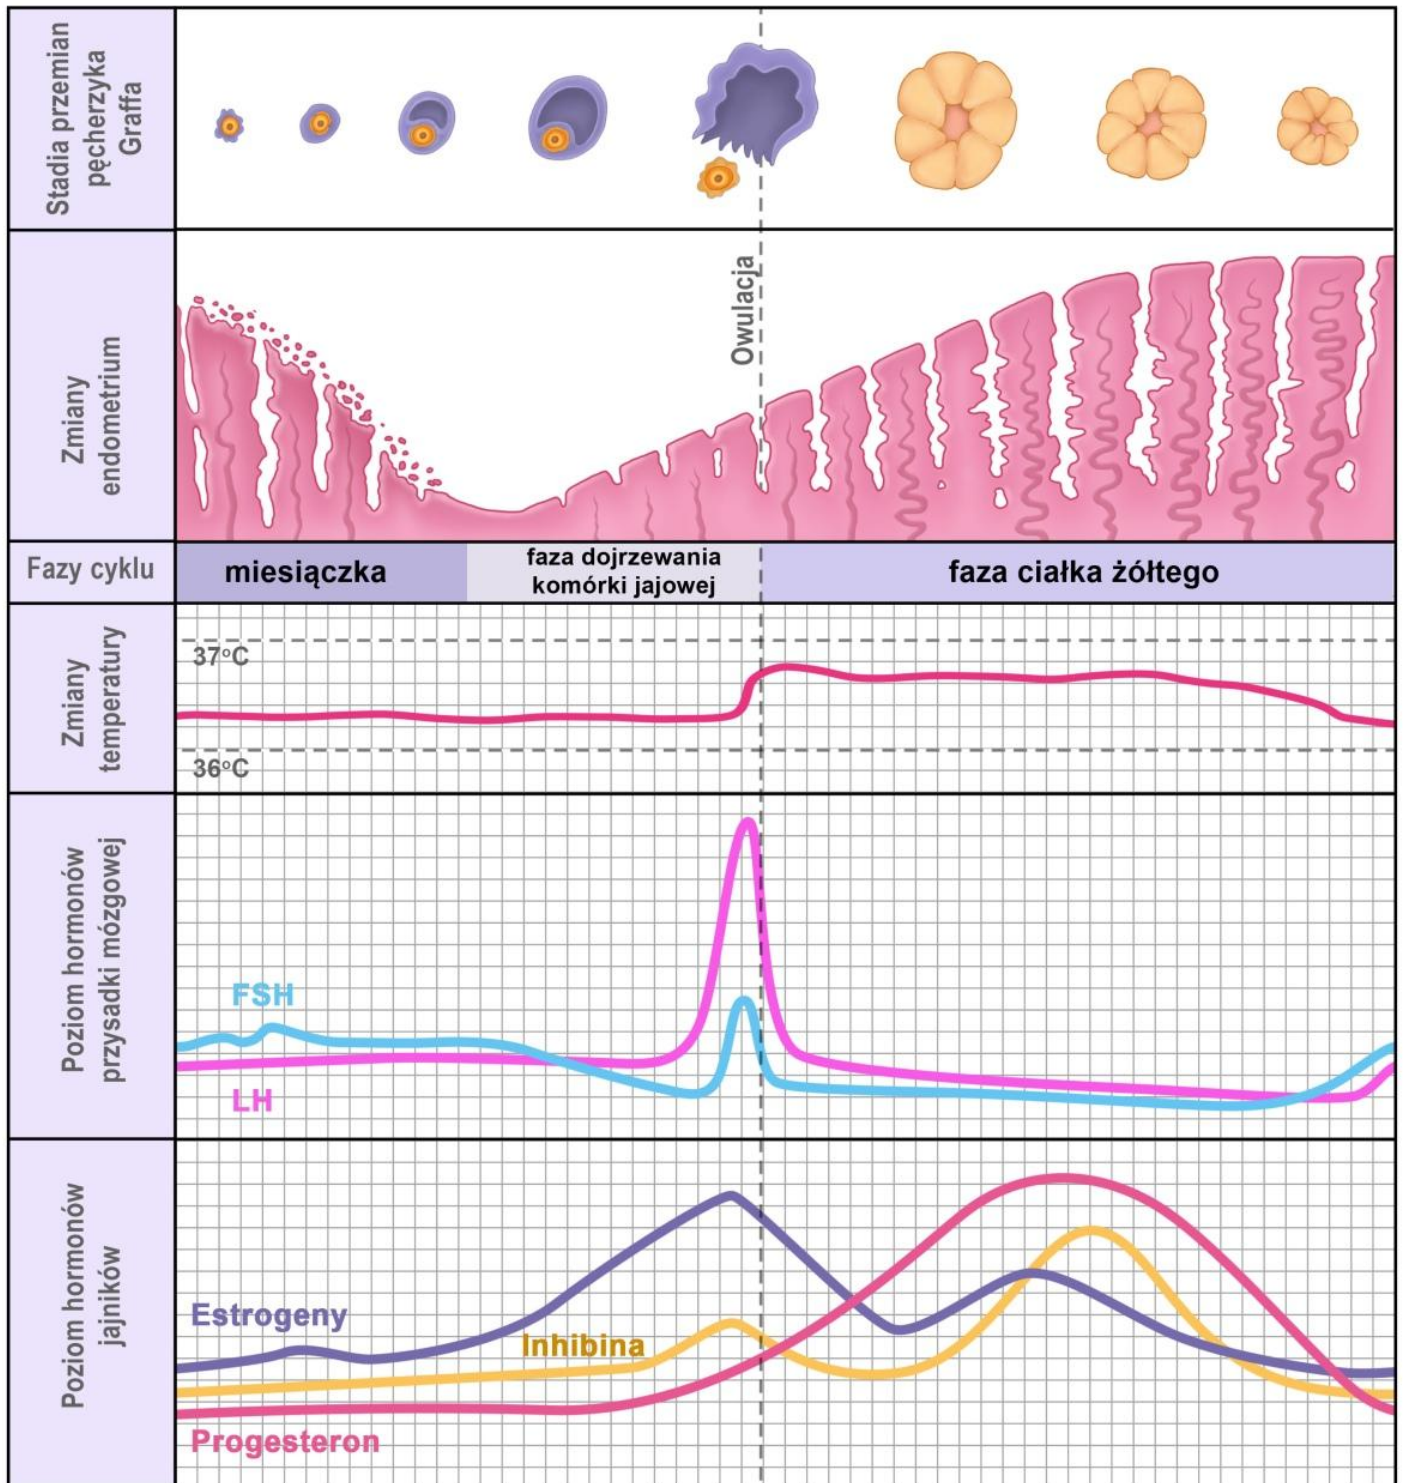 Stadia przemian
pęcherzyka
Graffa
Zmiany
endometrium
Owulacja
Fazy cyklu
miesiączka
faza dojrzewania
komórki jajowej
faza ciałka żółtego
Zmiany
temperatury
37°C
36°C
Poziom hormonów
przysadki mózgowej
FSH
LH
Poziom hormonów
jajników
Estrogeny
Inhibina
Progesteron